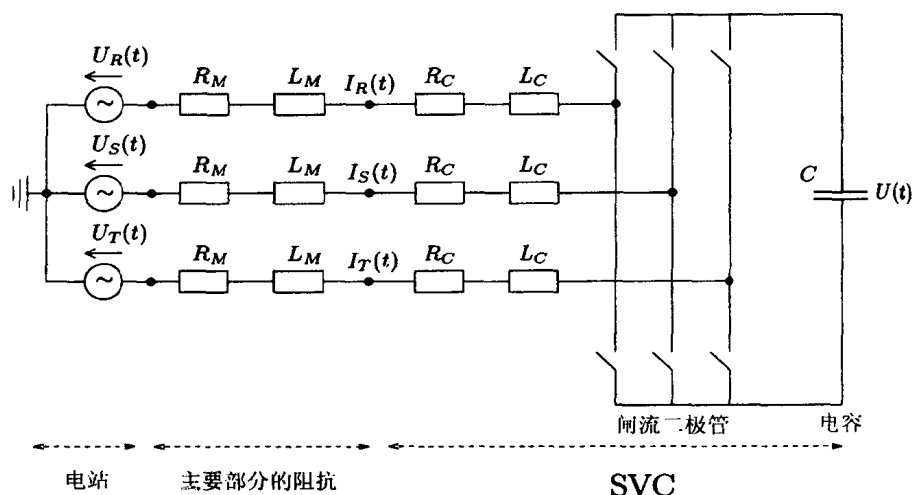 U_R(t)
R_M
L_M
I_R(t)
R_C
L_C
U_S(t)
R_M
L_M
I_S(t)
R_C
L_C
C
U(t)
U_T(t)
R_M
L_M
I_T(t)
R_C
L_C
闸流二极管
电容
电站
主要部分的阻抗
SVC